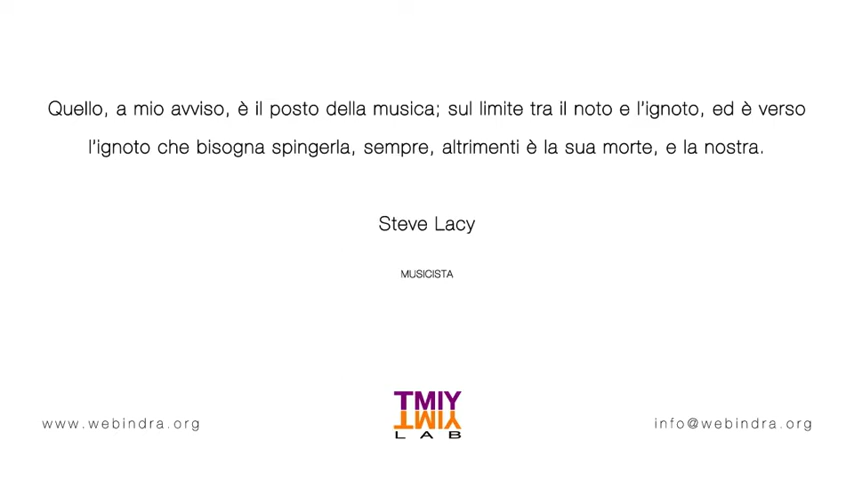 Quello, a mio avviso, è il posto della musica; sul limite tra il noto e l'ignoto, ed è verso
l'ignoto che bisogna spingerla, sempre, altrimenti è la sua morte, e la nostra.
Steve Lacy
MUSICISTA
www.webindra.org
TMIY
TMIY
LAB
info@webindra.org